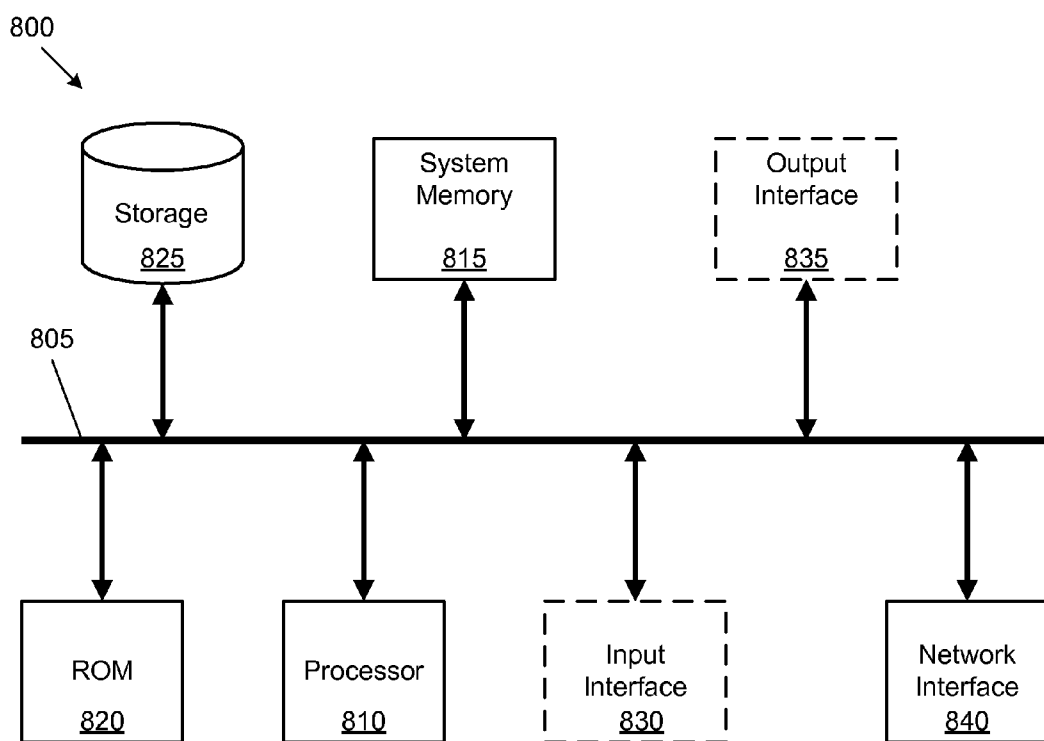 800
Storage
825
System
Memory
815
Output
Interface
835
805
ROM
820
Processor
810
Input
Interface
830
Network
Interface
840